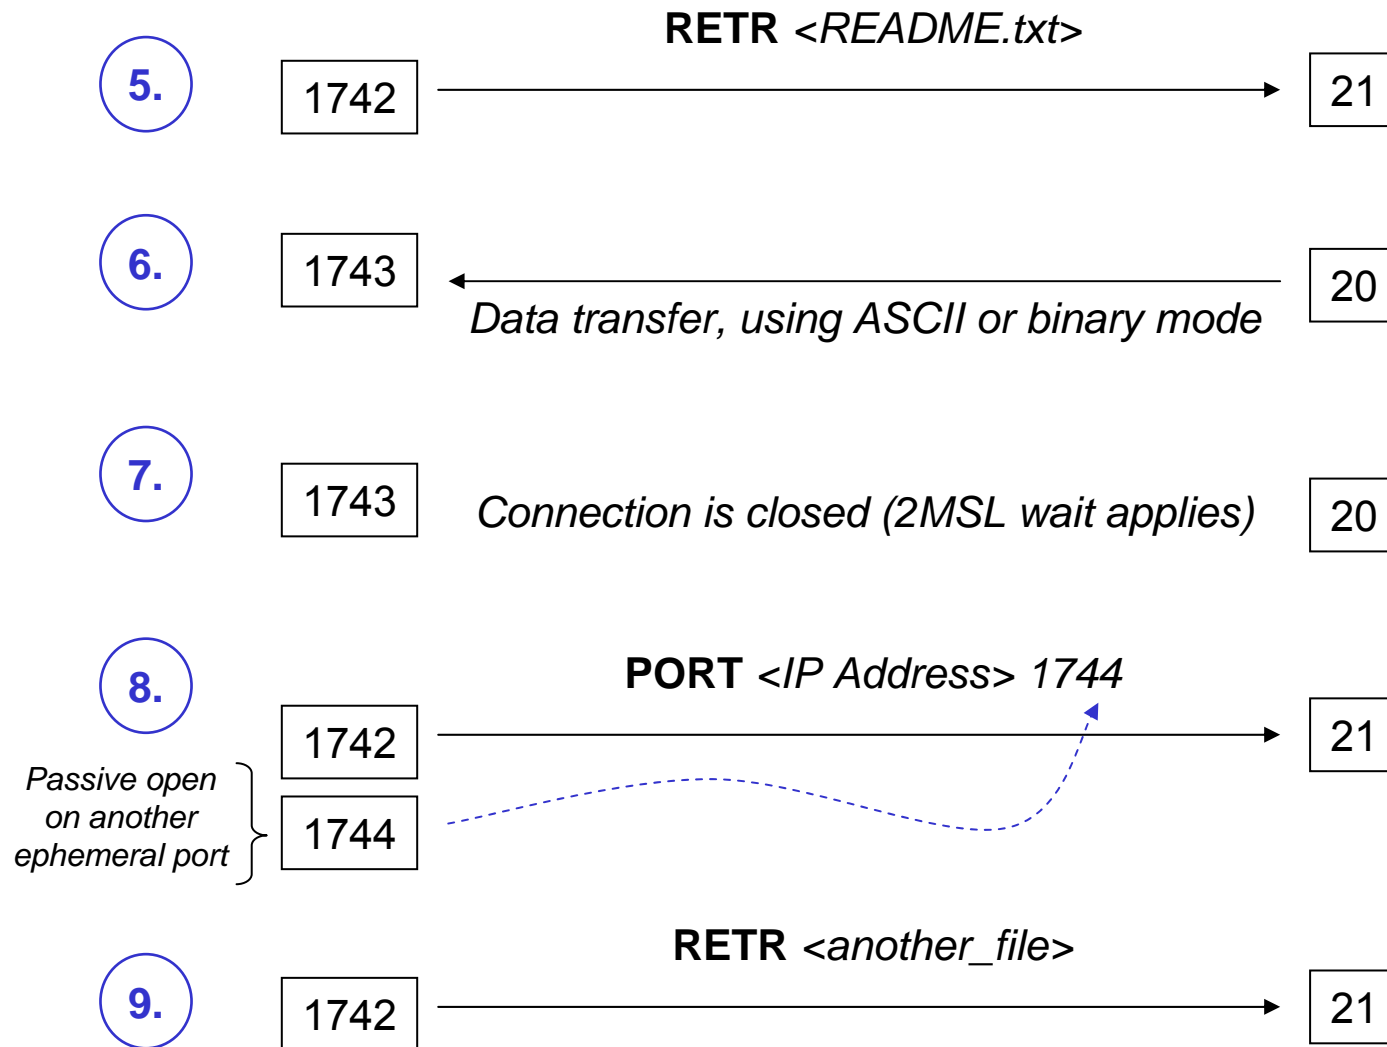 RETR <README.txt>
5.
1742
21
6.
1743
20
Data transfer, using ASCII or binary mode
7.
1743
Connection is closed (2MSL wait applies)
20
8.
PORT <IP Address> 1744
1742
21
Passive open
on another
ephemeral port
1744
RETR <another_file>
9.
1742
21